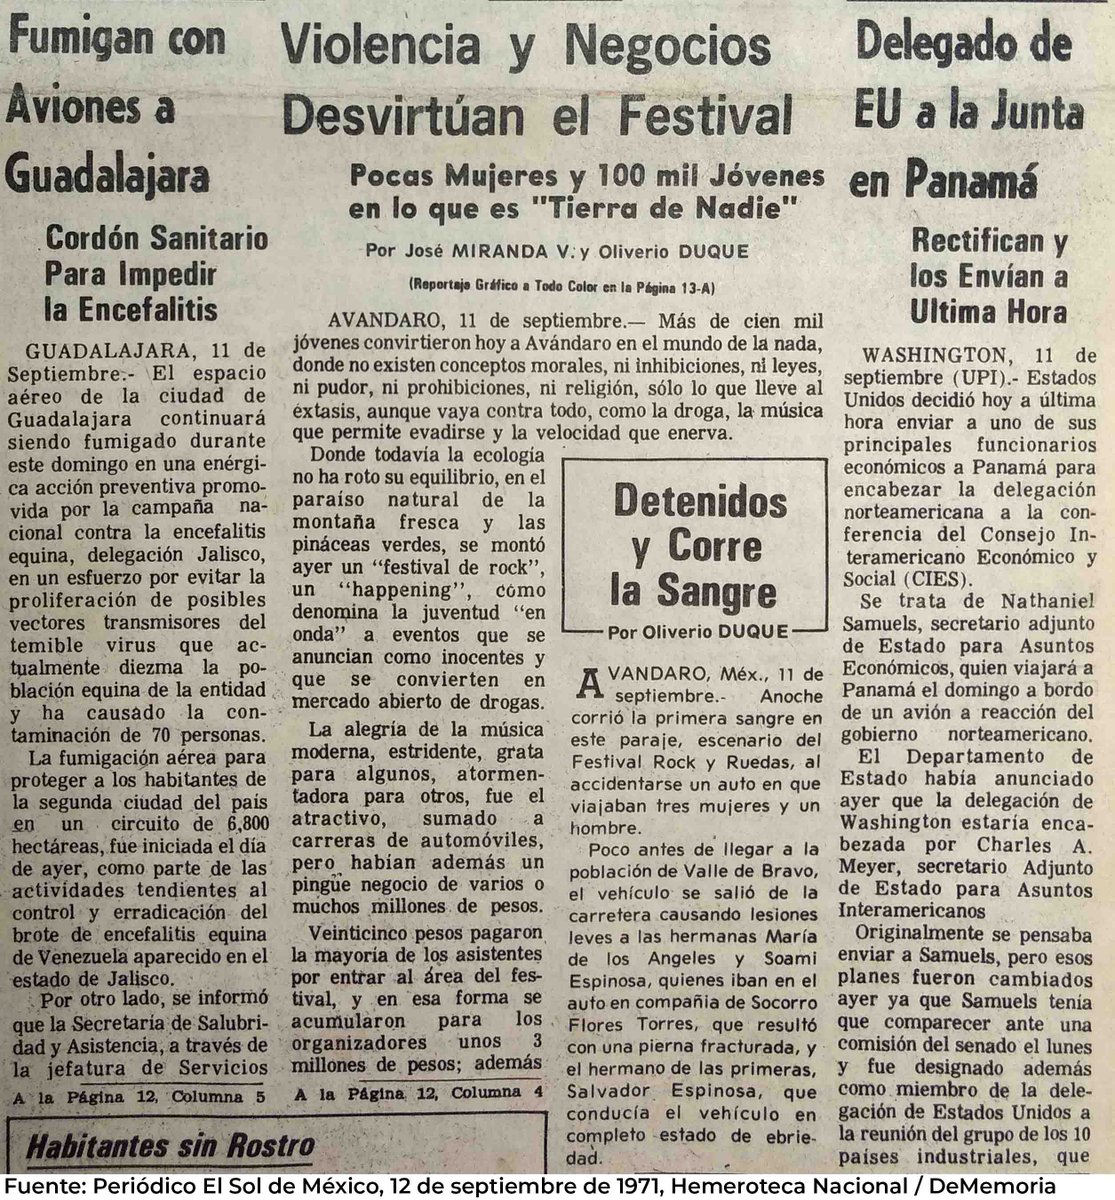 Fumigan con
Aviones a
Guadalajara
Cordón Sanitario
Para Impedir
la Encefalitis
GUADALAJARA, 11 de
Septiembre.- El espacio
aéreo de la ciudad de
Guadalajara continuará
siendo fumigado durante
este domingo en una enérgi-
ca acción preventiva promo-
vida por la campaña na-
cional contra la encefalitis
equina, delegación Jalisco,
en un esfuerzo por evitar la
proliferación de posibles
vectores transmisores del
temible virus que ac-
tualmente diezma la po-
blación equina de la entidad
y ha causado la con-
taminación de 70 personas.
La fumigación aérea para
proteger a los habitantes de
la segunda ciudad del país
en un circuito de 6,800
hectáreas, fue iniciada el día
de ayer, como parte de las
actividades tendientes al
control y erradicación del
brote de encefalitis equina
de Venezuela aparecido en el
estado de Jalisco.
Por otro lado, se informó
que la Secretaría de Salubri-
dad y Asistencia, a través de
la jefatura de Servicios
A la Página 12, Columna 5
Violencia y Negocios
Desvirtúan el Festival
Pocas Mujeres y 100 mil Jóvenes
en lo que es "Tierra de Nadie"
Por José MIRANDA V. y Oliverio DUQUE
(Reportaje Gráfico a Todo Color en la Página 13-A)
AVANDARO, 11 de septiembre.— Más de cien mil
jóvenes convirtieron hoy a Avándaro en el mundo de la nada,
donde no existen conceptos morales, ni inhibiciones, ni leyes,
ni pudor, ni prohibiciones, ni religión, sólo lo que lleve al
éxtasis, aunque vaya contra todo, como la droga, la música
que permite evadirse y la velocidad que enerva.
Donde todavía la ecología
no ha roto su equilibrio, en el
paraíso natural de la
montaña fresca y las
pináceas verdes, se montó
ayer un "festival de rock",
un "happening", como
denomina la juventud "en
onda" a eventos que se
anuncian como inocentes y
que se convierten en
mercado abierto de drogas.
La alegría de la música
moderna, estridente, grata
para algunos, atormen-
tadora para otros, fue el
atractivo, sumado a
carreras de automóviles,
pero habían además un
pingüe negocio de varios o
muchos millones de pesos.
Veinticinco pesos pagaron
la mayoría de los asistentes
por entrar al área del fes-
tival, y en esa forma se
acumularon para los
organizadores unos 3
millones de pesos; además
A la Página 12, Columna 4
Detenidos
y Corre
la Sangre
Por Oliverio DUQUE
AVANDARO, Méx., 11 de
septiembre.- Anoche
corrió la primera sangre en
este paraje, escenario del
Festival Rock y Ruedas, al
accidentarse un auto en que
viajaban tres mujeres y un
hombre.
Poco antes de llegar a la
población de Valle de Bravo,
el vehículo se salió de la
carretera causando lesiones
leves a las hermanas María
de los Angeles y Soami
Espinosa, quienes iban en el
auto en compañia de Socorro
Flores Torres, que resultó
con una pierna fracturada, y
el hermano de las primeras,
Salvador Espinosa, que
conducía el vehículo en
completo estado de ebrie-
dad.
Delegado de
EU a la Junta
en Panamá
Rectifican y
los Envían a
Ultima Hora
WASHINGTON, 11 de
septiembre (UPI).- Estados
Unidos decidió hoy a última
hora enviar a uno de sus
principales funcionarios
económicos a Panamá para
encabezar la delegación
norteamericana a la con-
ferencia del Consejo In-
teramericano Económico y
Social (CIES).
Se trata de Nathaniel
Samuels, secretario adjunto
de Estado para Asuntos
Económicos, quien viajará a
Panamá el domingo a bordo
de un avión a reacción del
gobierno norteamericano.
El Departamento de
Estado había anunciado
ayer que la delegación de
Washington estaría enca-
bezada por Charles A.
Meyer, secretario Adjunto
de Estado para Asuntos
Interamericanos
Originalmente se pensaba
enviar a Samuels, pero esos
planes fueron cambiados
ayer ya que Samuels tenía
que comparecer ante una
comisión del senado el lunes
y fue designado además
como miembro de la dele-
gación de Estados Unidos a
la reunión del grupo de los 10
países industriales, que
Habitantes sin Rostro
Fuente: Periódico El Sol de México, 12 de septiembre de 1971, Hemeroteca Nacional / DeMemoria